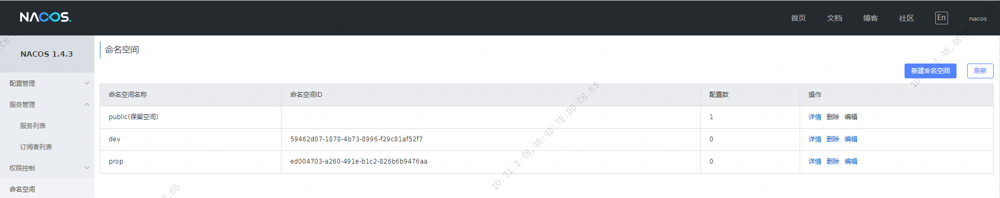 NACOS.
首页 文档 博客 社区 En nacos
NACOS 1.4.3
配置管理
服务管理
服务列表
订阅者列表
权限控制
命名空间
命名空间
新建命名空间 刷新
命名空间名称 命名空间ID 配置数 操作
public(保留空间) 1 详情 删除 编辑
dev 59462d07-1878-4b73-8996-f29c81af52f7 0 详情 删除 编辑
prop ed004703-a260-491e-b1c2-826b6b9476aa 0 详情 删除 编辑
10.31.3.48,48:4D:7E:DD:C8:65